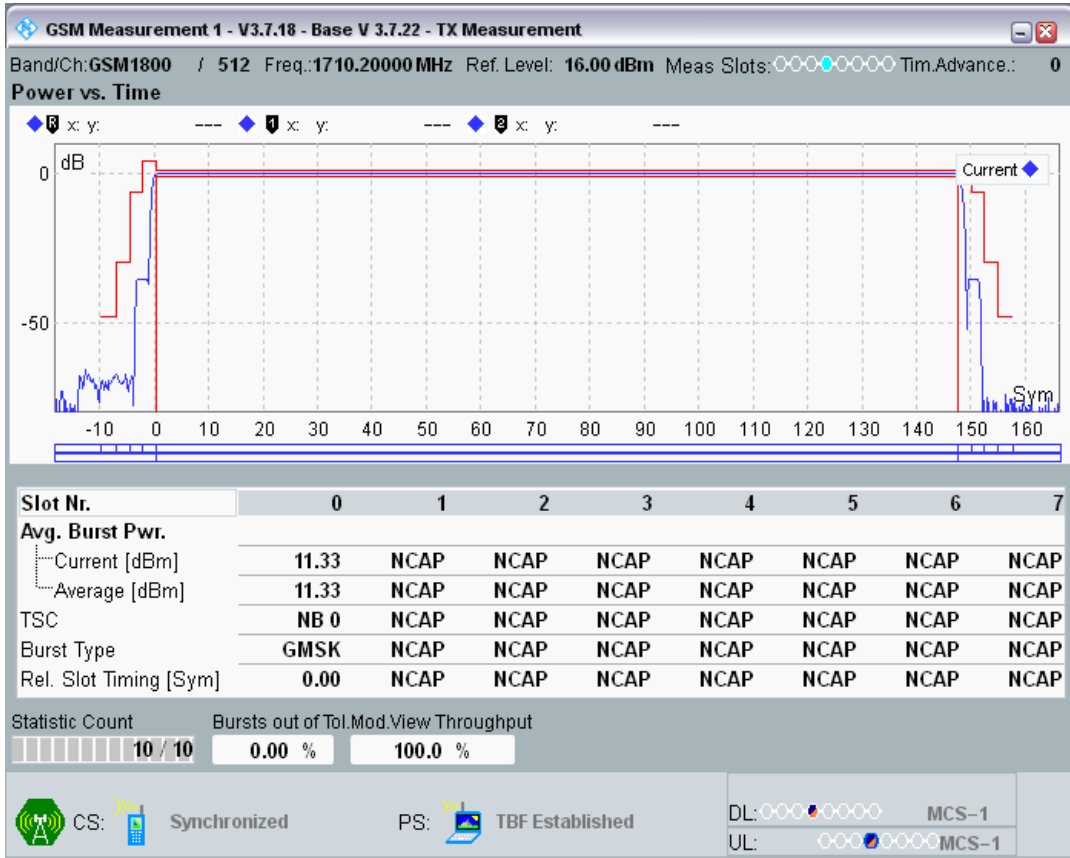 GSM Measurement 1 - V3.7.18 - Base V 3.7.22 - TX Measurement
Band/Ch:GSM1800 / 512 Freq.:1710.20000 MHz Ref. Level: 16.00 dBm Meas Slots: Tim.Advance.: 0
Power vs. Time
R x: y: --- 1 x: y: --- 2 x: y: ---
dB
Current
0
-50
Sym
-10 0 10 20 30 40 50 60 70 80 90 100 110 120 130 140 150 160
Slot Nr. 0 1 2 3 4 5 6 7
Avg. Burst Pwr.
Current [dBm] 11.33 NCAP NCAP NCAP NCAP NCAP NCAP NCAP
Average [dBm] 11.33 NCAP NCAP NCAP NCAP NCAP NCAP NCAP
TSC NB 0 NCAP NCAP NCAP NCAP NCAP NCAP NCAP
Burst Type GMSK NCAP NCAP NCAP NCAP NCAP NCAP NCAP
Rel. Slot Timing [Sym] 0.00 NCAP NCAP NCAP NCAP NCAP NCAP NCAP
Statistic Count Bursts out of Tol.Mod.View Throughput
10 / 10 0.00 % 100.0 %
CS: Synchronized PS: TBF Established DL: MCS-1
UL: MCS-1